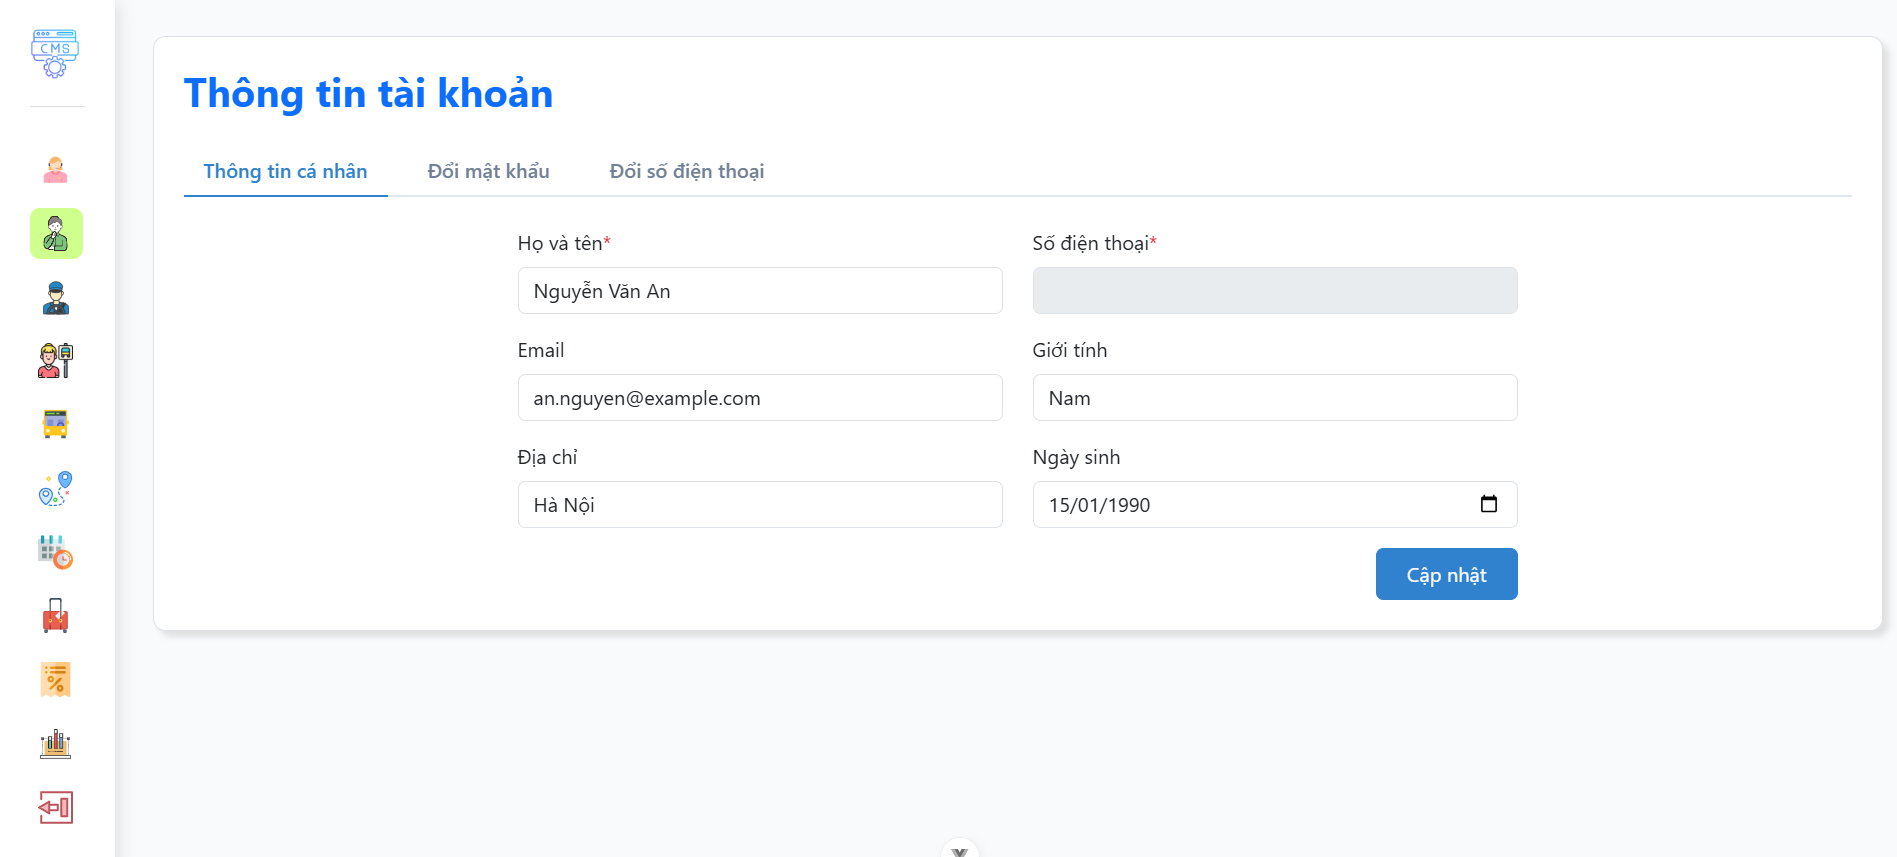 CMS
Thông tin tài khoản
Thông tin cá nhân Đổi mật khẩu Đổi số điện thoại
Họ và tên* Số điện thoại*
Nguyễn Văn An
Email Giới tính
an.nguyen@example.com Nam
Địa chỉ Ngày sinh
Hà Nội 15/01/1990
Cập nhật